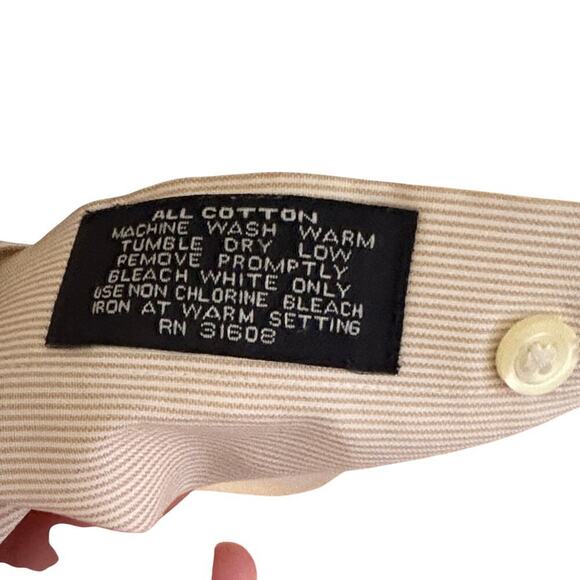 ALL COTTON
MACHINE WASH WARM
TUMBLE DRY LOW
REMOVE PROMPTLY
BLEACH WHITE ONLY
USE NON CHLORINE BLEACH
IRON AT WARM SETTING
RN 31608